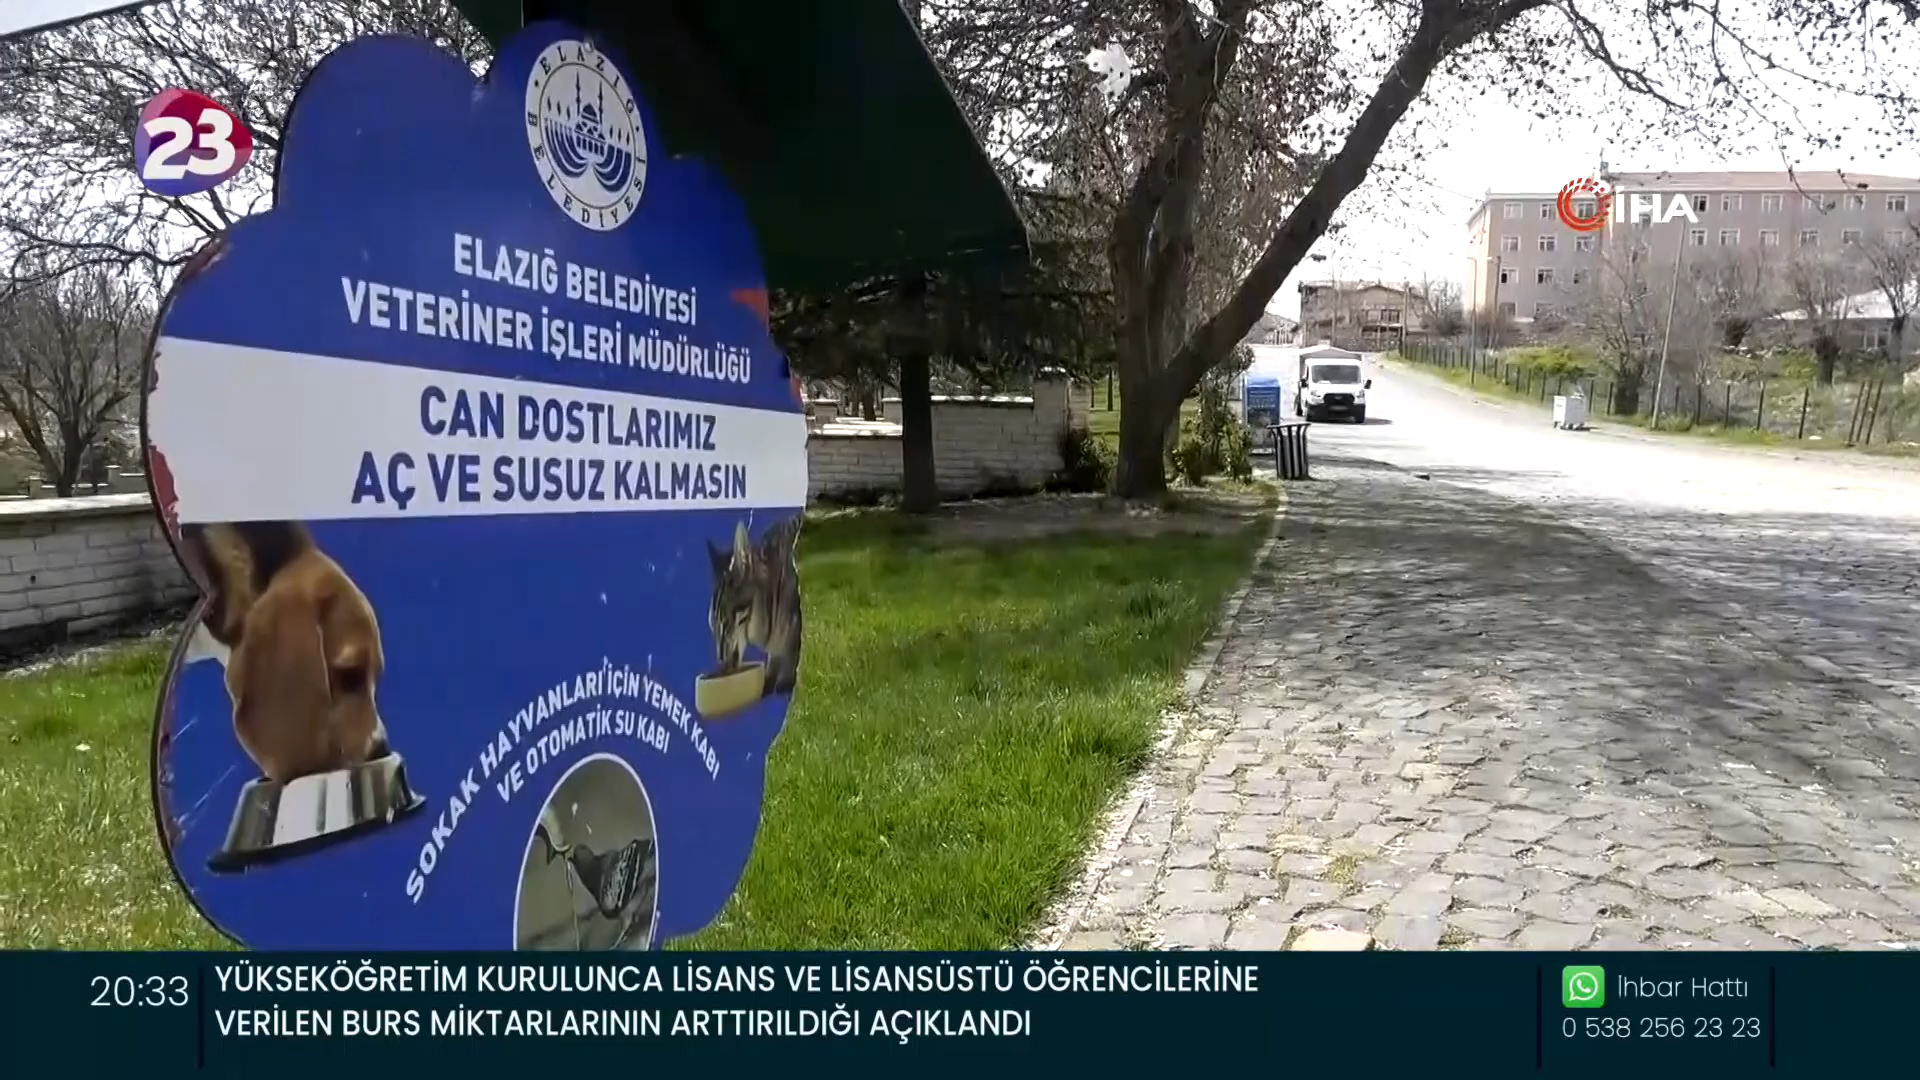 23
ELAZIĞ BELEDİYESİ
İHA
ELAZIĞ BELEDİYESİ
VETERİNER İŞLERİ MÜDÜRLÜĞÜ
CAN DOSTLARIMIZ
AÇ VE SUSUZ KALMASIN
SOKAK HAYVANLARI İÇİN YEMEK KABI
VE OTOMATİK SU KABI
20:33
YÜKSEKÖĞRETİM KURULUNCA LİSANS VE LİSANSÜSTÜ ÖĞRENCİLERİNE
VERİLEN BURS MİKTARLARININ ARTTIRILDIĞI AÇIKLANDI
İhbar Hattı
0 538 256 23 23